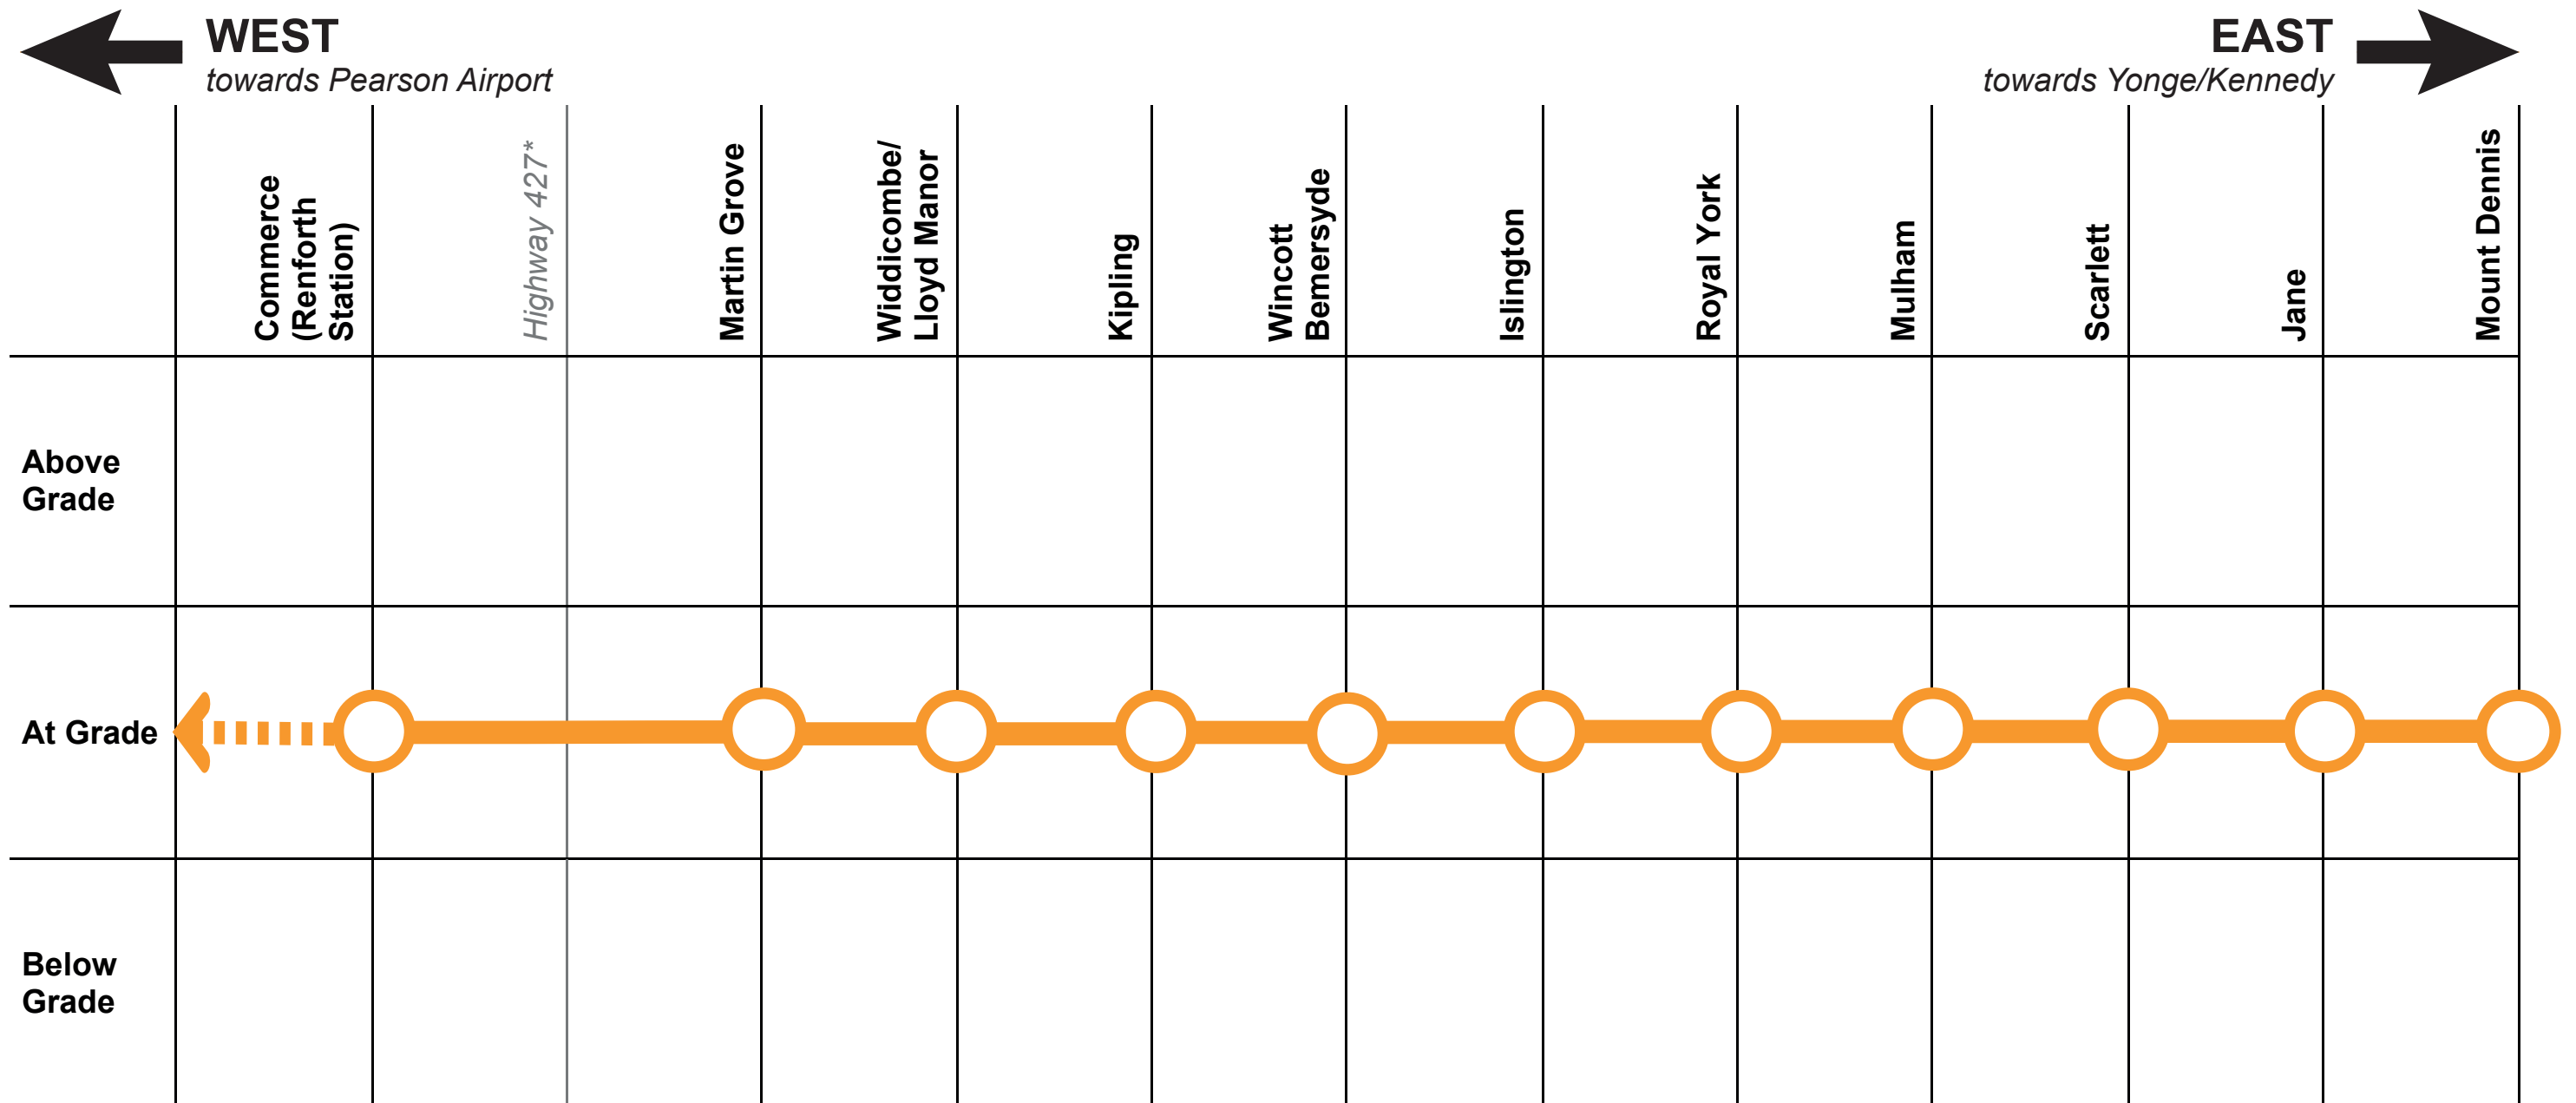 WEST
towards Pearson Airport
EAST
towards Yonge/Kennedy
Commerce
(Renforth
Station)
Highway 427*
Martin Grove
Widdicombe/
Lloyd Manor
Kipling
Wincott
Bemersyde
Islington
Royal York
Mulham
Scarlett
Jane
Mount Dennis
Above
Grade
At Grade
Below
Grade